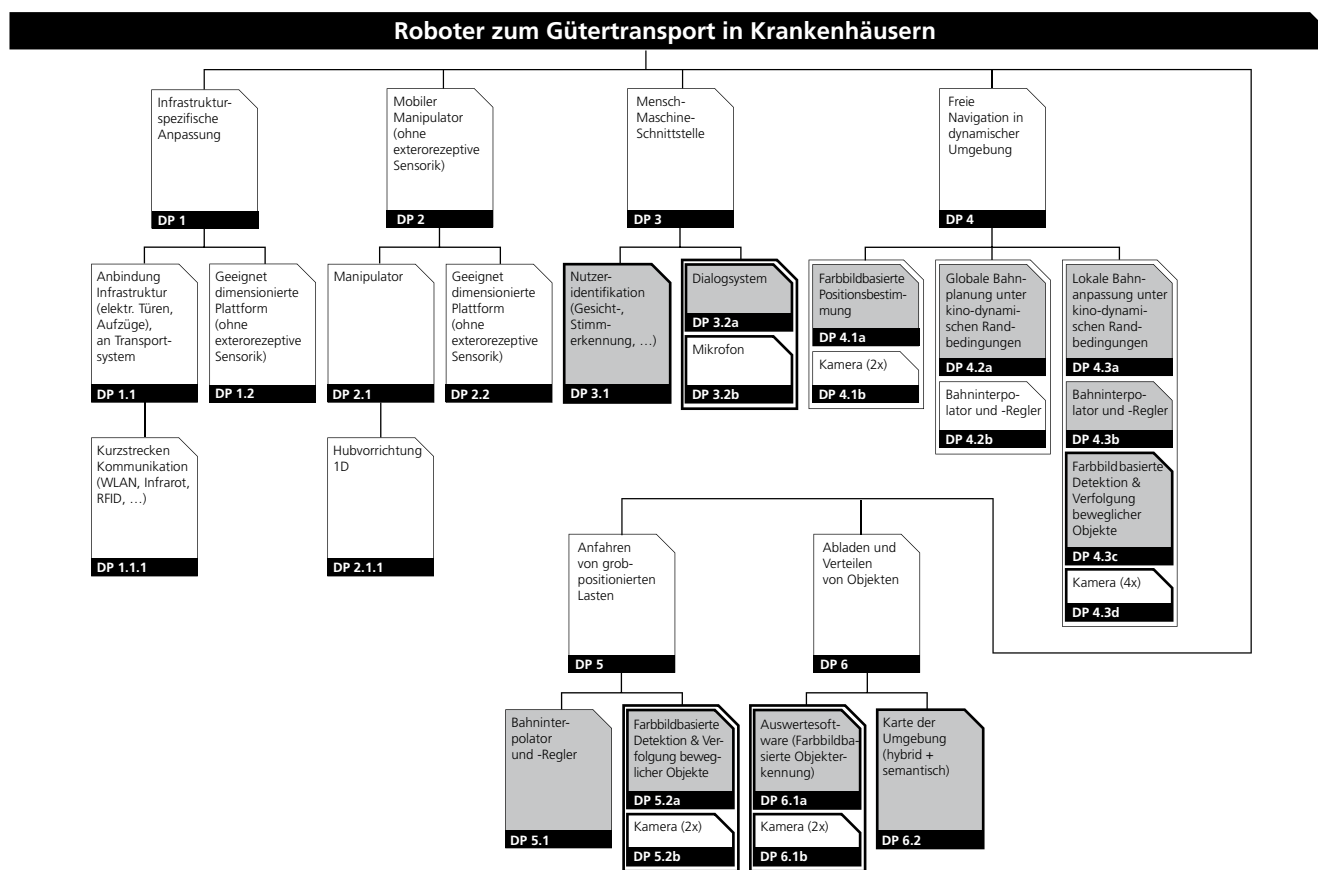 Roboter zum Gütertransport in Krankenhäusern
Infrastruktur-
spezifische
Anpassung
DP 1
Mobiler
Manipulator
(ohne
exterorezeptive
Sensorik)
DP 2
Mensch-
Maschine-
Schnittstelle
DP 3
Freie
Navigation in
dynamischer
Umgebung
DP 4
Anbindung
Infrastruktur
(elektr. Türen,
Aufzüge),
an Transport-
system
DP 1.1
Geeignet
dimensionierte
Plattform
(ohne
exterorezeptive
Sensorik)
DP 1.2
Manipulator
DP 2.1
Geeignet
dimensionierte
Plattform
(ohne
exterorezeptive
Sensorik)
DP 2.2
Nutzer-
identifikation
(Gesicht-,
Stimm-
erkennung, …)
DP 3.1
Dialogsystem
DP 3.2a
Mikrofon
DP 3.2b
Farbbildbasierte
Positionsbestim-
mung
DP 4.1a
Kamera (2x)
DP 4.1b
Globale Bahn-
planung unter
kino-dynami-
schen Rand-
bedingungen
DP 4.2a
Bahninterpo-
lator und -Regler
DP 4.2b
Lokale Bahn-
anpassung unter
kino-dynami-
schen Rand-
bedingungen
DP 4.3a
Bahninterpo-
lator und -Regler
DP 4.3b
Farbbildbasierte
Detektion &
Verfolgung
beweglicher
Objekte
DP 4.3c
Kamera (4x)
DP 4.3d
Kurzstrecken
Kommunikation
(WLAN, Infrarot,
RFID, …)
DP 1.1.1
Hubvorrichtung
1D
DP 2.1.1
Anfahren
von grob-
positionierten
Lasten
DP 5
Abladen und
Verteilen
von Objekten
DP 6
Bahninter-
polator
und -Regler
DP 5.1
Farbbildbasierte
Detektion & Ver-
folgung beweg-
licher Objekte
DP 5.2a
Kamera (2x)
DP 5.2b
Auswertesoft-
ware (Farbbildba-
sierte Objekter-
kennung)
DP 6.1a
Kamera (2x)
DP 6.1b
Karte der
Umgebung
(hybrid +
semantisch)
DP 6.2